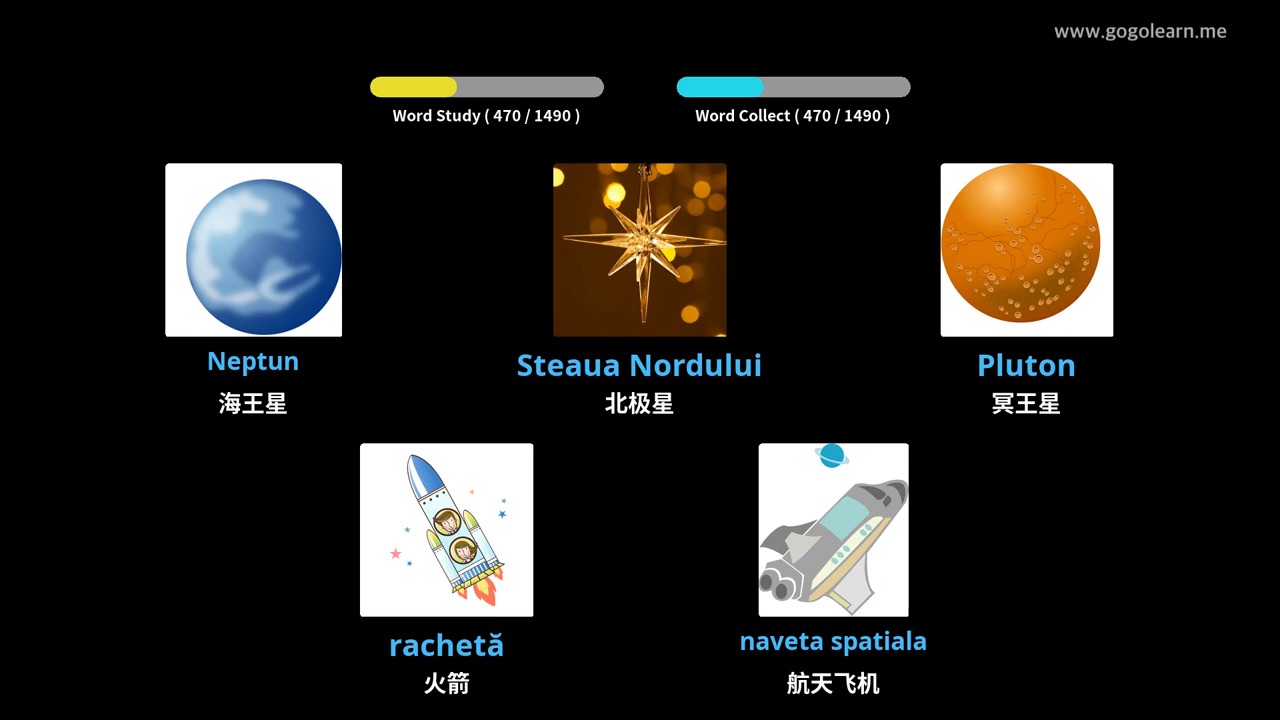 www.gogolearn.me
Word Study ( 470 / 1490 )
Word Collect ( 470 / 1490 )
Neptun
海王星
Steaua Nordului
北极星
Pluton
冥王星
rachetă
火箭
naveta spatiala
航天飞机